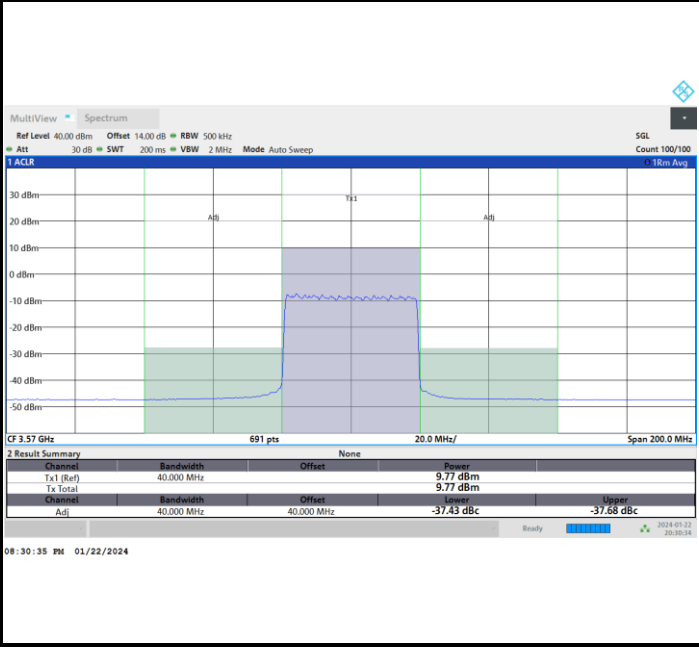 MultiView Spectrum
Ref Level 40.00 dBm Offset 14.00 dB RBW 500 kHz SGL
Att 30 dB SWT 200 ms VBW 2 MHz Mode Auto Sweep Count 100/100
1 ACLR 1Rm Avg
30 dBm
Tx1
20 dBm
Adj Adj
10 dBm
0 dBm
-10 dBm
-20 dBm
-30 dBm
-40 dBm
-50 dBm
CF 3.57 GHz 691 pts 20.0 MHz/ Span 200.0 MHz
2 Result Summary None
Channel Bandwidth Offset Power
Tx1 (Ref) 40.000 MHz 9.77 dBm
Tx Total 9.77 dBm
Channel Bandwidth Offset Lower Upper
Adj 40.000 MHz 40.000 MHz -37.43 dBc -37.68 dBc
Ready 2024-01-22
20:30:34
08:30:35 PM 01/22/2024